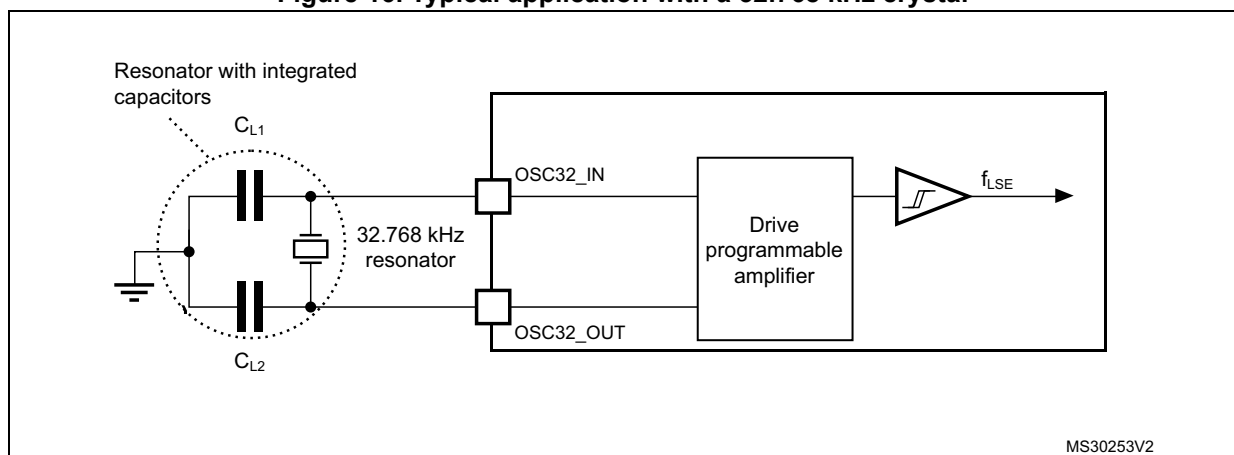 Resonator with integrated
capacitors
CL1
OSC32_IN
fLSE
32.768 kHz
resonator
Drive
programmable
amplifier
OSC32_OUT
CL2
MS30253V2